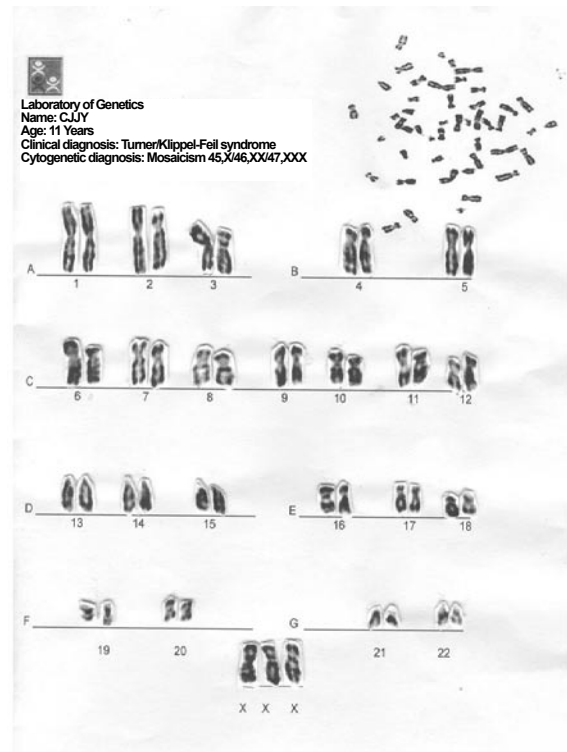 Laboratory of Genetics
Name: CJJY
Age: 11 Years
Clinical diagnosis: Turner/Klippel-Feil syndrome
Cytogenetic diagnosis: Mosaicism 45,X/46,XX/47,XXX
A
1 2 3
B
4 5
C
6 7 8 9 10 11 12
D
13 14 15
E
16 17 18
F
19 20
G
21 22
X X X